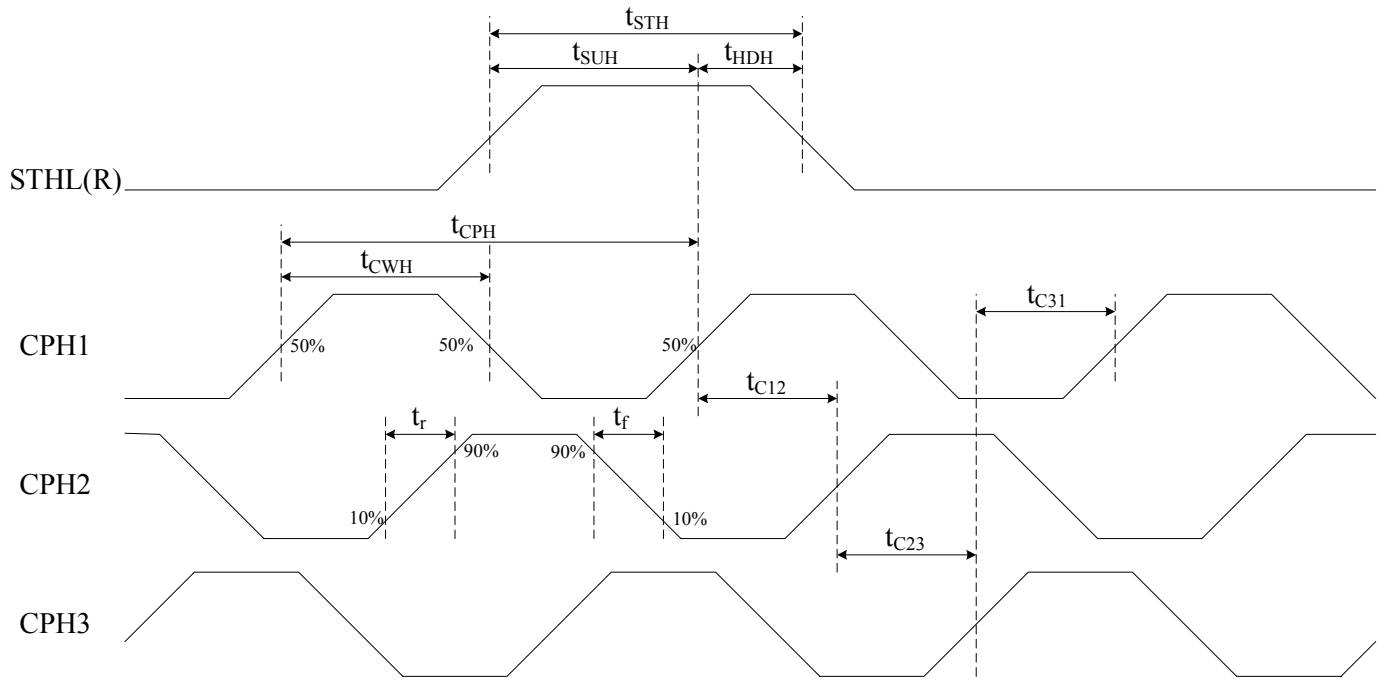 tSTH
tSUH tHDH
STHL(R)
tCPH
tCWH
tC31
CPH1
50% 50% 50%
tC12
tr tf
90% 90%
CPH2
10% 10%
tC23
CPH3